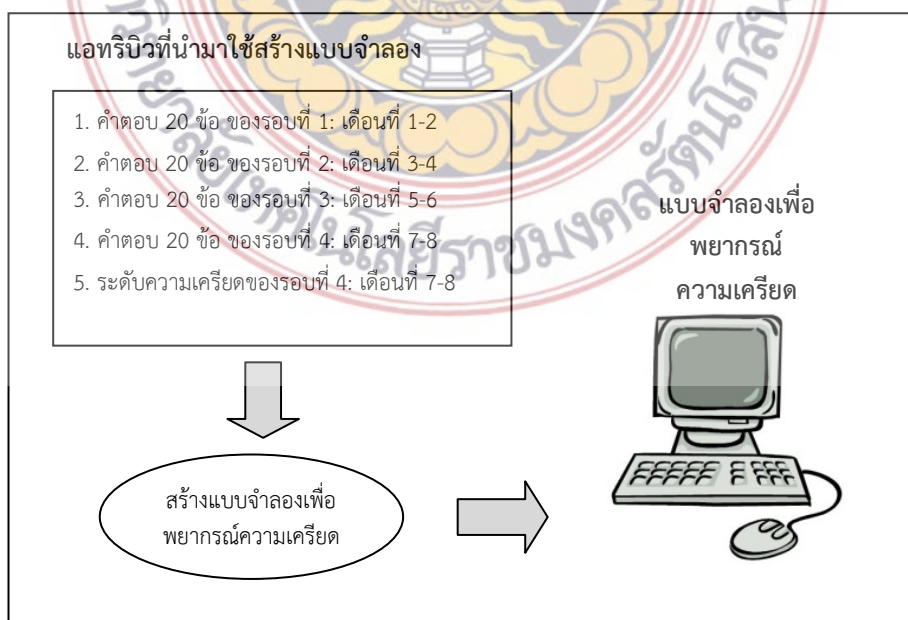 แอทริบิวที่นำมาใช้สร้างแบบจำลอง
1. คำตอบ 20 ข้อ ของรอบที่ 1: เดือนที่ 1-2
2. คำตอบ 20 ข้อ ของรอบที่ 2: เดือนที่ 3-4
3. คำตอบ 20 ข้อ ของรอบที่ 3: เดือนที่ 5-6
4. คำตอบ 20 ข้อ ของรอบที่ 4: เดือนที่ 7-8
5. ระดับความเครียดของรอบที่ 4: เดือนที่ 7-8
แบบจำลองเพื่อ
พยากรณ์
ความเครียด
สร้างแบบจำลองเพื่อ
พยากรณ์ความเครียด